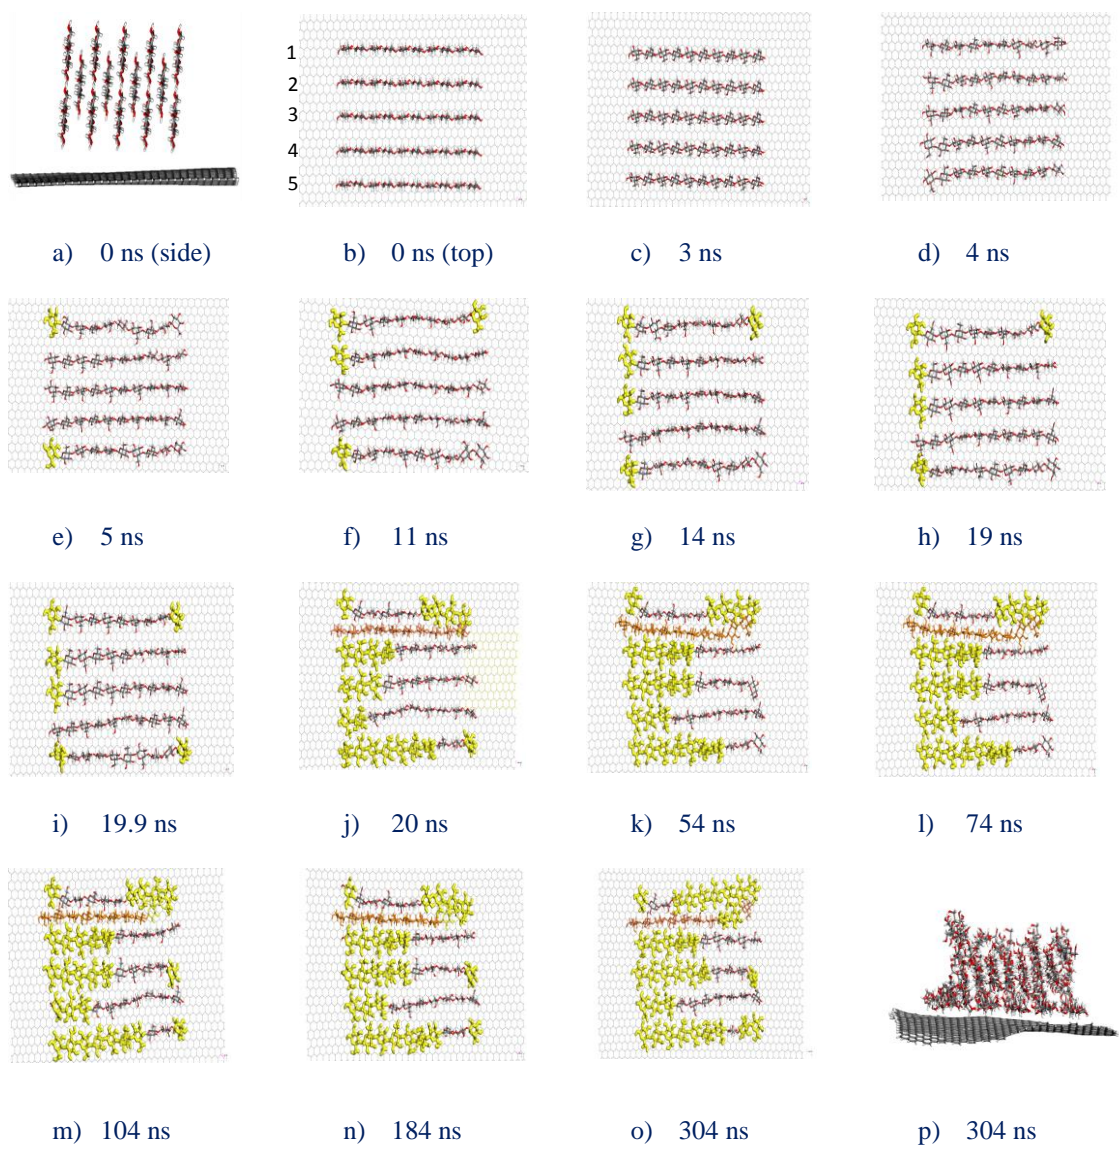 1
2
3
4
5
a) 0 ns (side) b) 0 ns (top) c) 3 ns d) 4 ns
e) 5 ns f) 11 ns g) 14 ns h) 19 ns
i) 19.9 ns j) 20 ns k) 54 ns l) 74 ns
m) 104 ns n) 184 ns o) 304 ns p) 304 ns